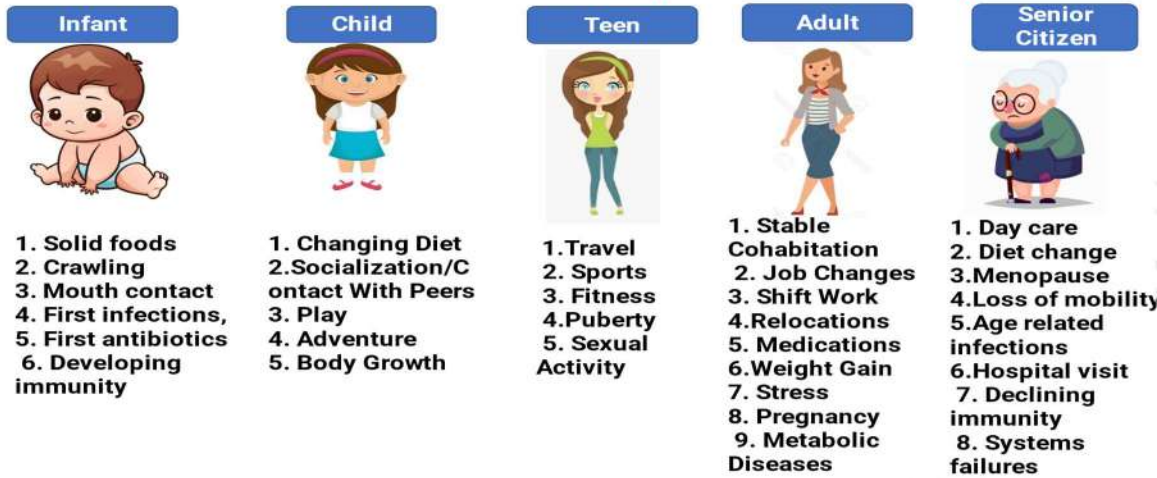 Infant
1. Solid foods
2. Crawling
3. Mouth contact
4. First infections,
5. First antibiotics
6. Developing
immunity
Child
1. Changing Diet
2.Socialization/C
ontact With Peers
3. Play
4. Adventure
5. Body Growth
Teen
1.Travel
2. Sports
3. Fitness
4.Puberty
5. Sexual
Activity
Adult
1. Stable
Cohabitation
2. Job Changes
3. Shift Work
4.Relocations
5. Medications
6.Weight Gain
7. Stress
8. Pregnancy
9. Metabolic
Diseases
Senior
Citizen
1. Day care
2. Diet change
3.Menopause
4.Loss of mobility
5.Age related
infections
6.Hospital visit
7. Declining
immunity
8. Systems
failures